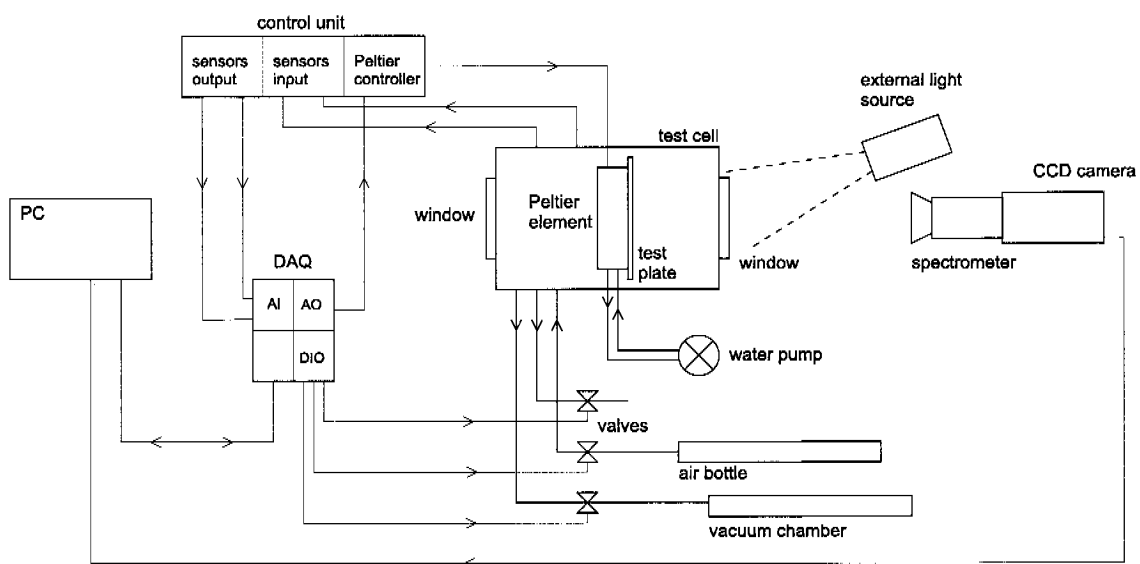 control unit
sensors
output
sensors
input
Peltier
controller
external light
source
test cell
CCD camera
PC
window
Peltier
element
test
plate
window
spectrometer
DAQ
AI
AO
DIO
water pump
valves
air bottle
vacuum chamber